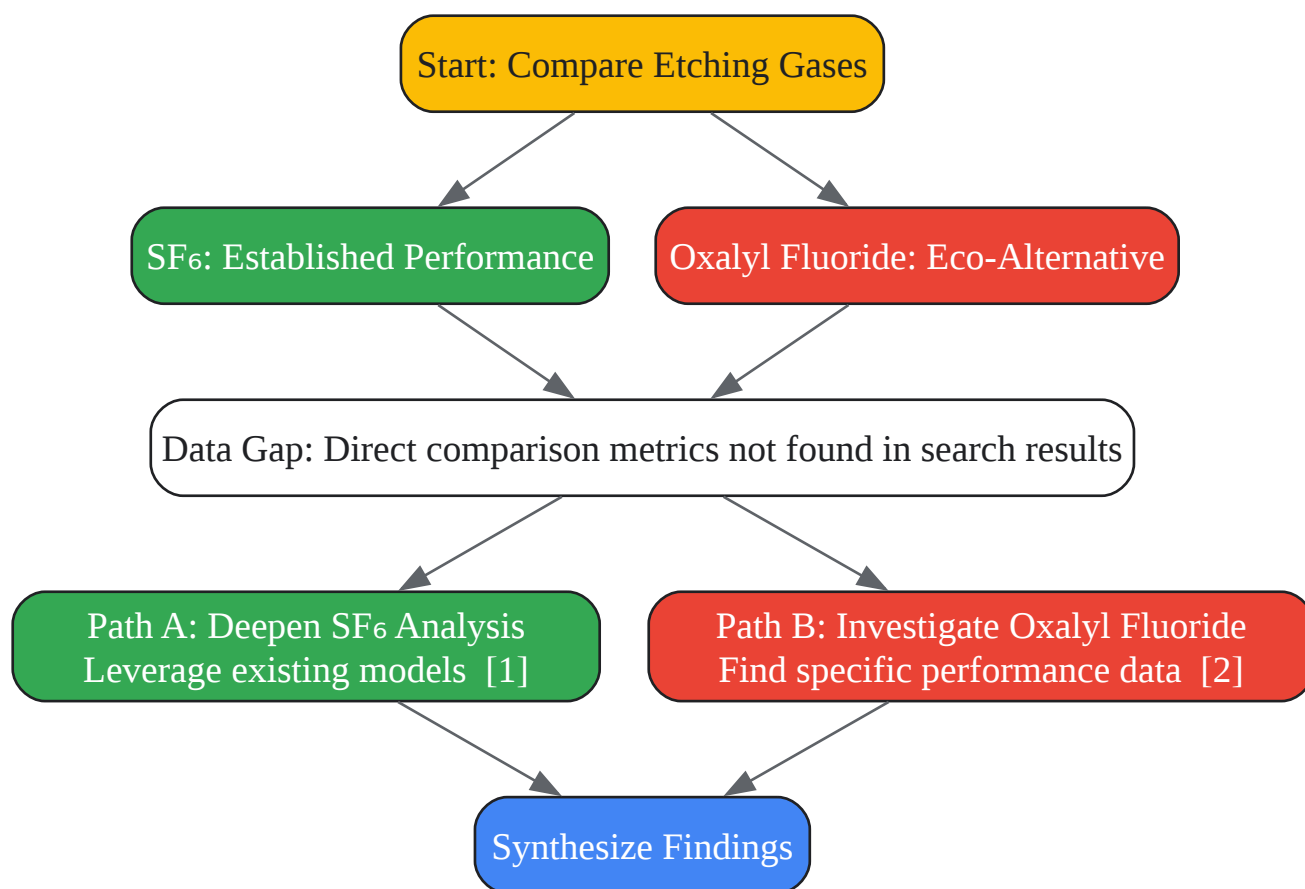 Start: Compare Etching Gases
SF₆: Established Performance
Oxalyl Fluoride: Eco-Alternative
Data Gap: Direct comparison metrics not found in search results
Path A: Deepen SF₆ Analysis
Leverage existing models [1]
Path B: Investigate Oxalyl Fluoride
Find specific performance data [2]
Synthesize Findings